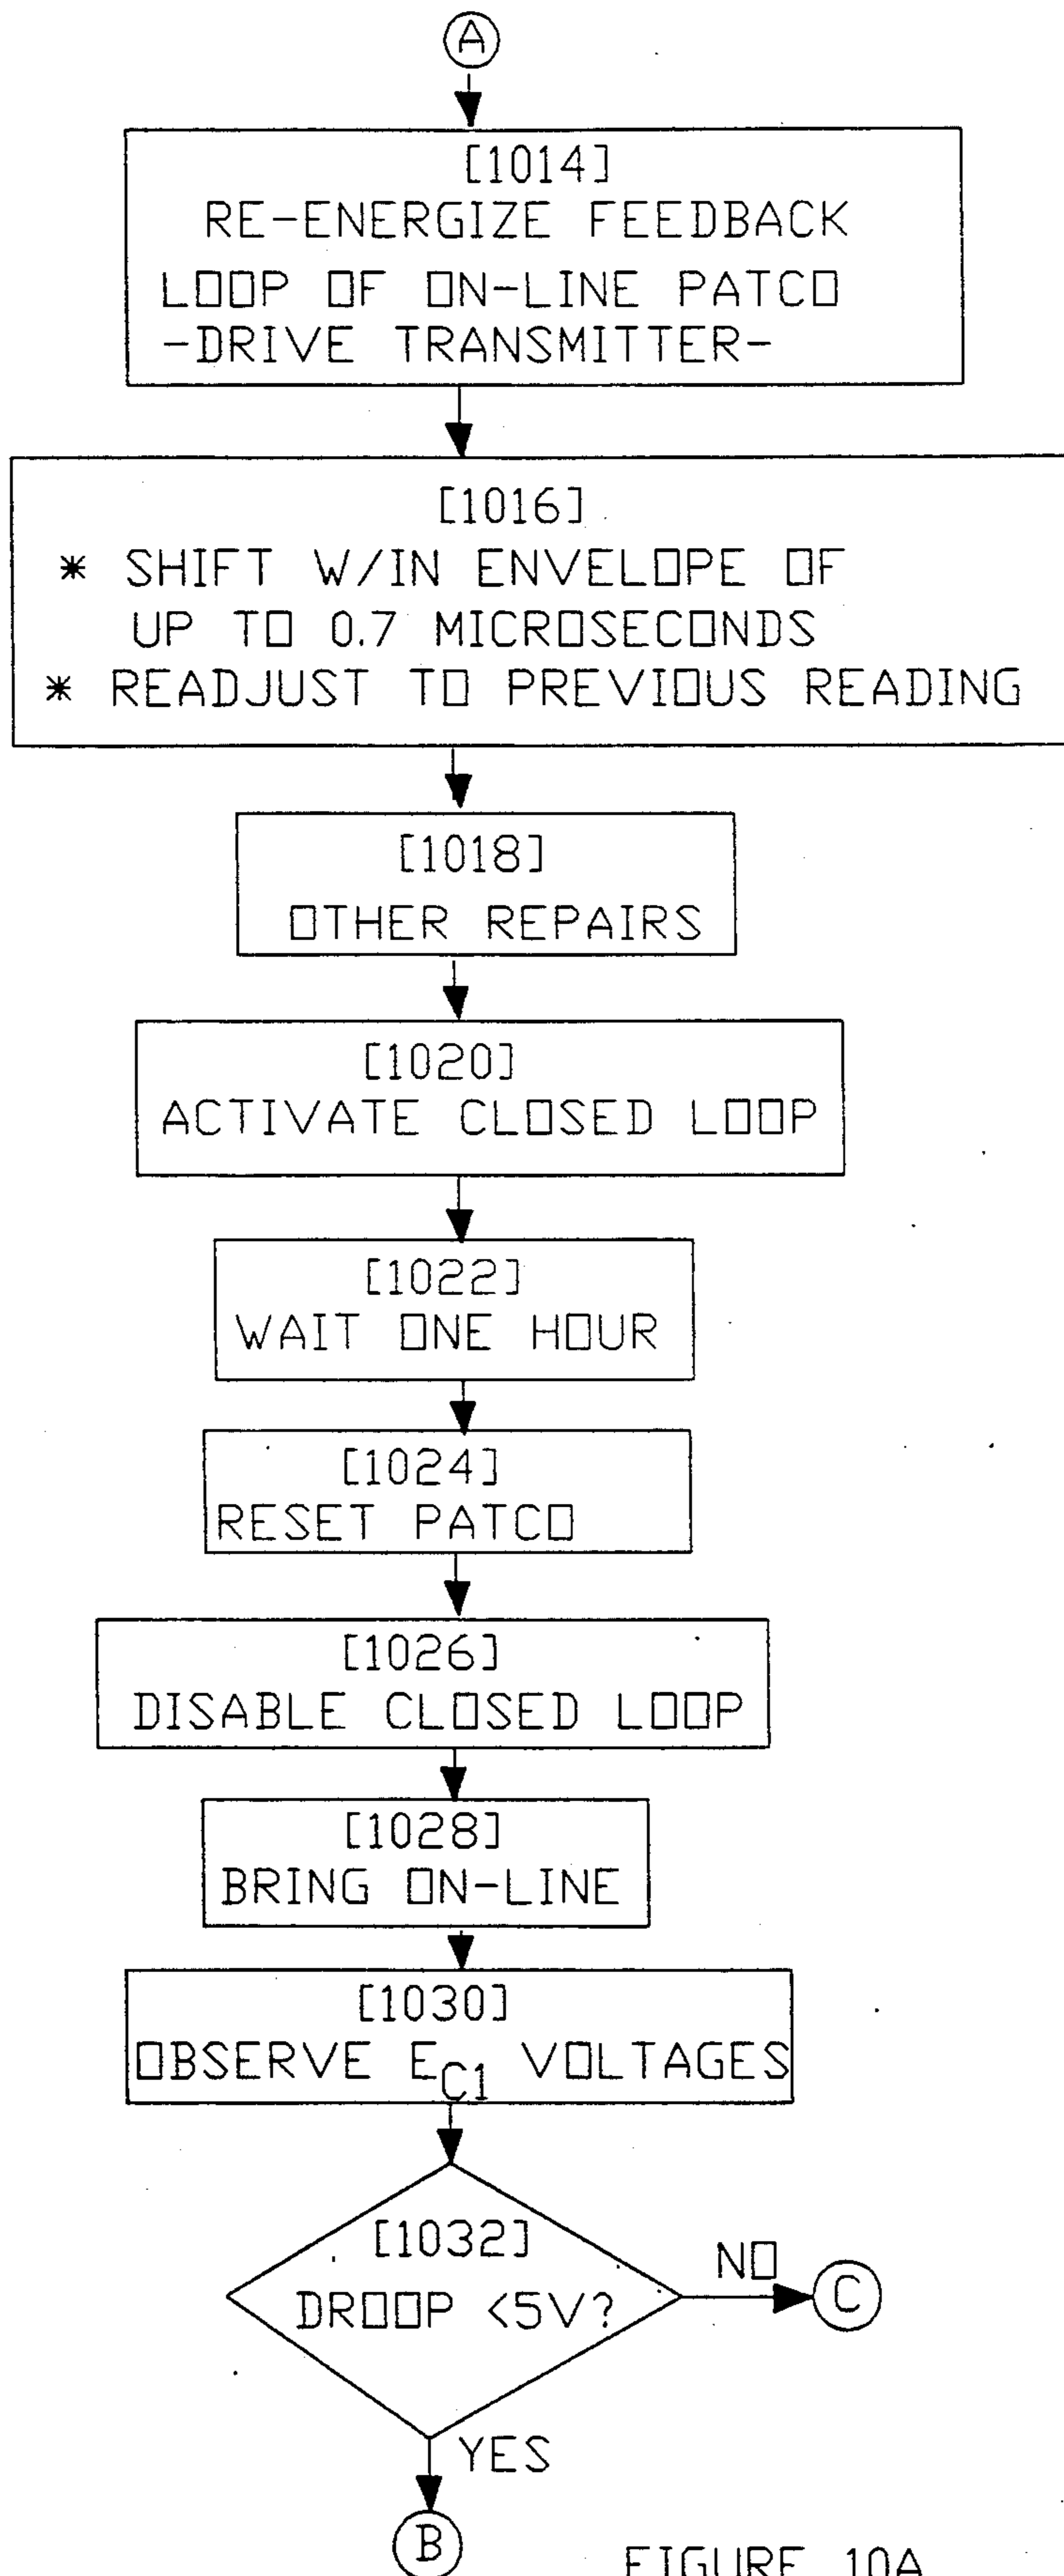 A
[1014]
RE-ENERGIZE FEEDBACK
LOOP OF ON-LINE PATCO
-DRIVE TRANSMITTER-
[1016]
* SHIFT W/IN ENVELOPE OF
UP TO 0.7 MICROSECONDS
* READJUST TO PREVIOUS READING
[1018]
OTHER REPAIRS
[1020]
ACTIVATE CLOSED LOOP
[1022]
WAIT ONE HOUR
[1024]
RESET PATCO
[1026]
DISABLE CLOSED LOOP
[1028]
BRING ON-LINE
[1030]
OBSERVE EC1 VOLTAGES
[1032]
DROOP <5V?
NO
C
YES
B
FIGURE 10A